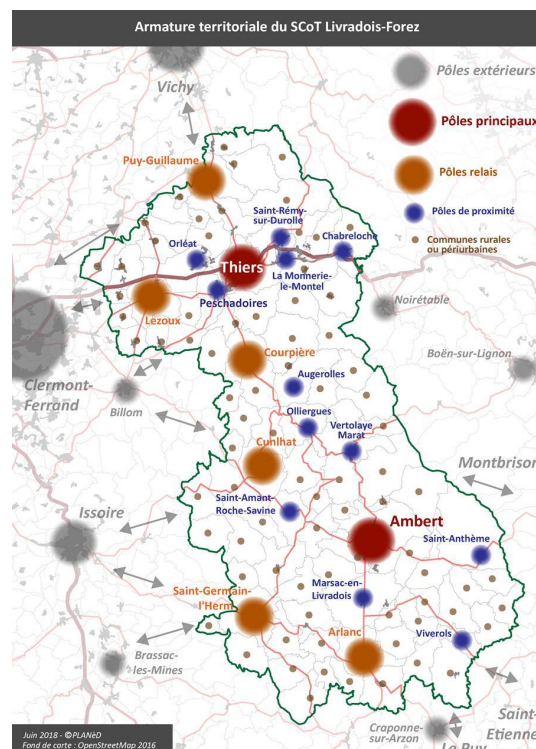 Armature territoriale du SCoT Livradois-Forez
Vichy
Pôles extérieurs
Pôles principaux
Pôles relais
Pôles de proximité
Communes rurales
ou périurbaines
Puy-Guillaume
Saint-Rémy-
sur-Durolle
Chabreloche
Orléat
Thiers
La Monnerie-
le-Montel
Peschadoires
Noirétable
Lezoux
Courpière
Boën-sur-Lignon
Clermont-
Ferrand
Billom
Augerolles
Olliergues
Vertolaye
Marat
Cunlhat
Montbrison
Saint-Amant-
Roche-Savine
Issoire
Ambert
Saint-Anthème
Marsac-en-
Livradois
Saint-Germain-
l'Herm
Arlanc
Viverols
Brassac-
les-Mines
Craponne-
sur-Arzon
Saint-
Etienne
Le Puy
Juin 2018 - ©PLANèD
Fond de carte : OpenStreetMap 2016